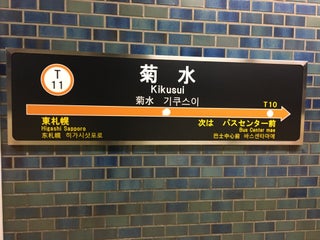 T
11
菊水
Kikusui
菊水 기쿠스이
T10
東札幌
Higashi Sapporo
东札幌 히가시삿포로
次は バスセンター前
Bus Center mae
巴士中心前 버스센터마에